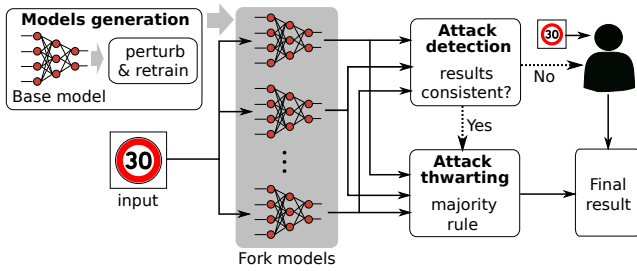 Models generation
perturb
& retrain
Base model
30
input
Fork models
Attack
detection
results
consistent?
Yes
No
30
Attack
thwarting
majority
rule
Final
result